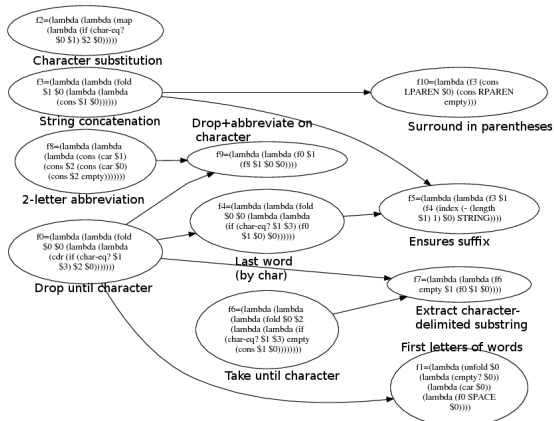 f2=(lambda (lambda (map
(lambda (if (char-eq?
$0 $1) $2 $0)))))
Character substitution
f3=(lambda (lambda (fold
$1 $0 (lambda (lambda
(cons $1 $0))))))
String concatenation
f10=(lambda (f3 (cons
LPAREN $0) (cons RPAREN
empty)))
Surround in parentheses
Drop+abbreviate on
character
f8=(lambda (lambda
(lambda (cons (car $1)
(cons $2 (cons (car $0)
(cons $2 empty)))))))
2-letter abbreviation
f9=(lambda (lambda (f0 $1
(f8 $1 $0 $0))))
f4=(lambda (lambda (fold
$0 $0 (lambda (lambda
(if (char-eq? $1 $3) (f0
$1 $0) $0))))))
Last word
(by char)
f5=(lambda (lambda (f3 $1
(f4 (index (- (length
$1) 1) $0) STRING))))
Ensures suffix
f0=(lambda (lambda (fold
$0 $0 (lambda (lambda
(cdr (if (char-eq? $1
$3) $2 $0)))))))
Drop until character
f7=(lambda (lambda (f6
empty $1 (f0 $1 $0))))
Extract character-
delimited substring
f6=(lambda (lambda
(lambda (fold $0 $2
(lambda (lambda (if
(char-eq? $1 $3) empty
(cons $1 $0))))))))
Take until character
First letters of words
f1=(lambda (unfold $0
(lambda (empty? $0))
(lambda (car $0))
(lambda (f0 SPACE
$0))))